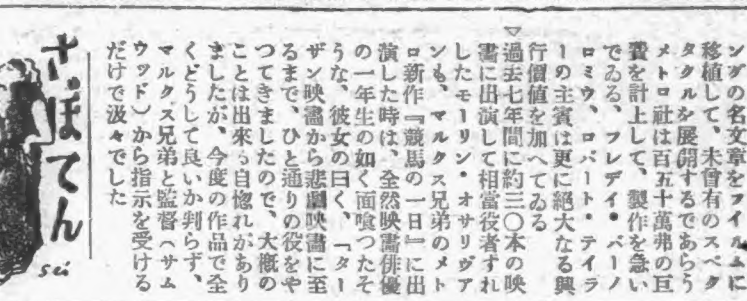 ングの名文章をフイルムに
移植して、未曾有のスペク
タクルを展開するであらう
メトロ社は百五十萬弗の巨
費を計上して、製作を急い
でゐる、フレデイ・バーノ
ロミウ、ロバート・テイラ
ーの主賓は更に絶大なる興
行價値を加へてゐる
▽過去七年間に約三〇本の映
畵に出演して相當役者ずれ
したモーリン・オサリヴア
ンも、マルクス兄弟のメト
ロ新作『競馬の一日』に出
演した時は、全然映畵俳優
の一年生の如く面喰つたそ
うな、彼女の曰く、「ター
ザン映畵から悲劇映畵に至
るまで、ひと通りの役をや
つてきましたので、大概の
ことは出來る自惚れがあり
ましたが、今度の作品で全
くどうして良いか判らず、
マルクス兄弟と監督（サム
ウッド）から指示を受ける
だけで汲々でした
さぼてん
sei